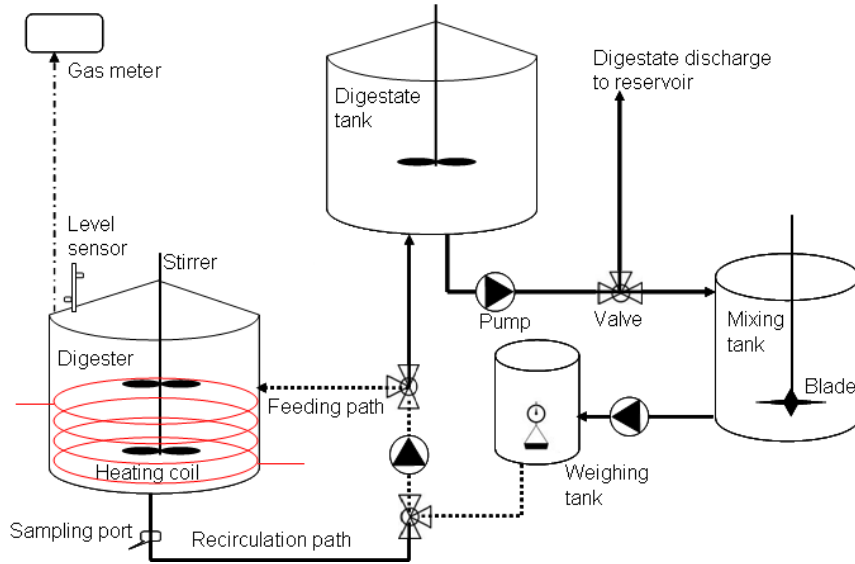 Gas meter
Digestate
tank
Digestate discharge
to reservoir
Level
sensor
Stirrer
Pump
Valve
Mixing
tank
Digester
Feeding path
Blade
Heating coil
Weighing
tank
Sampling port
Recirculation path